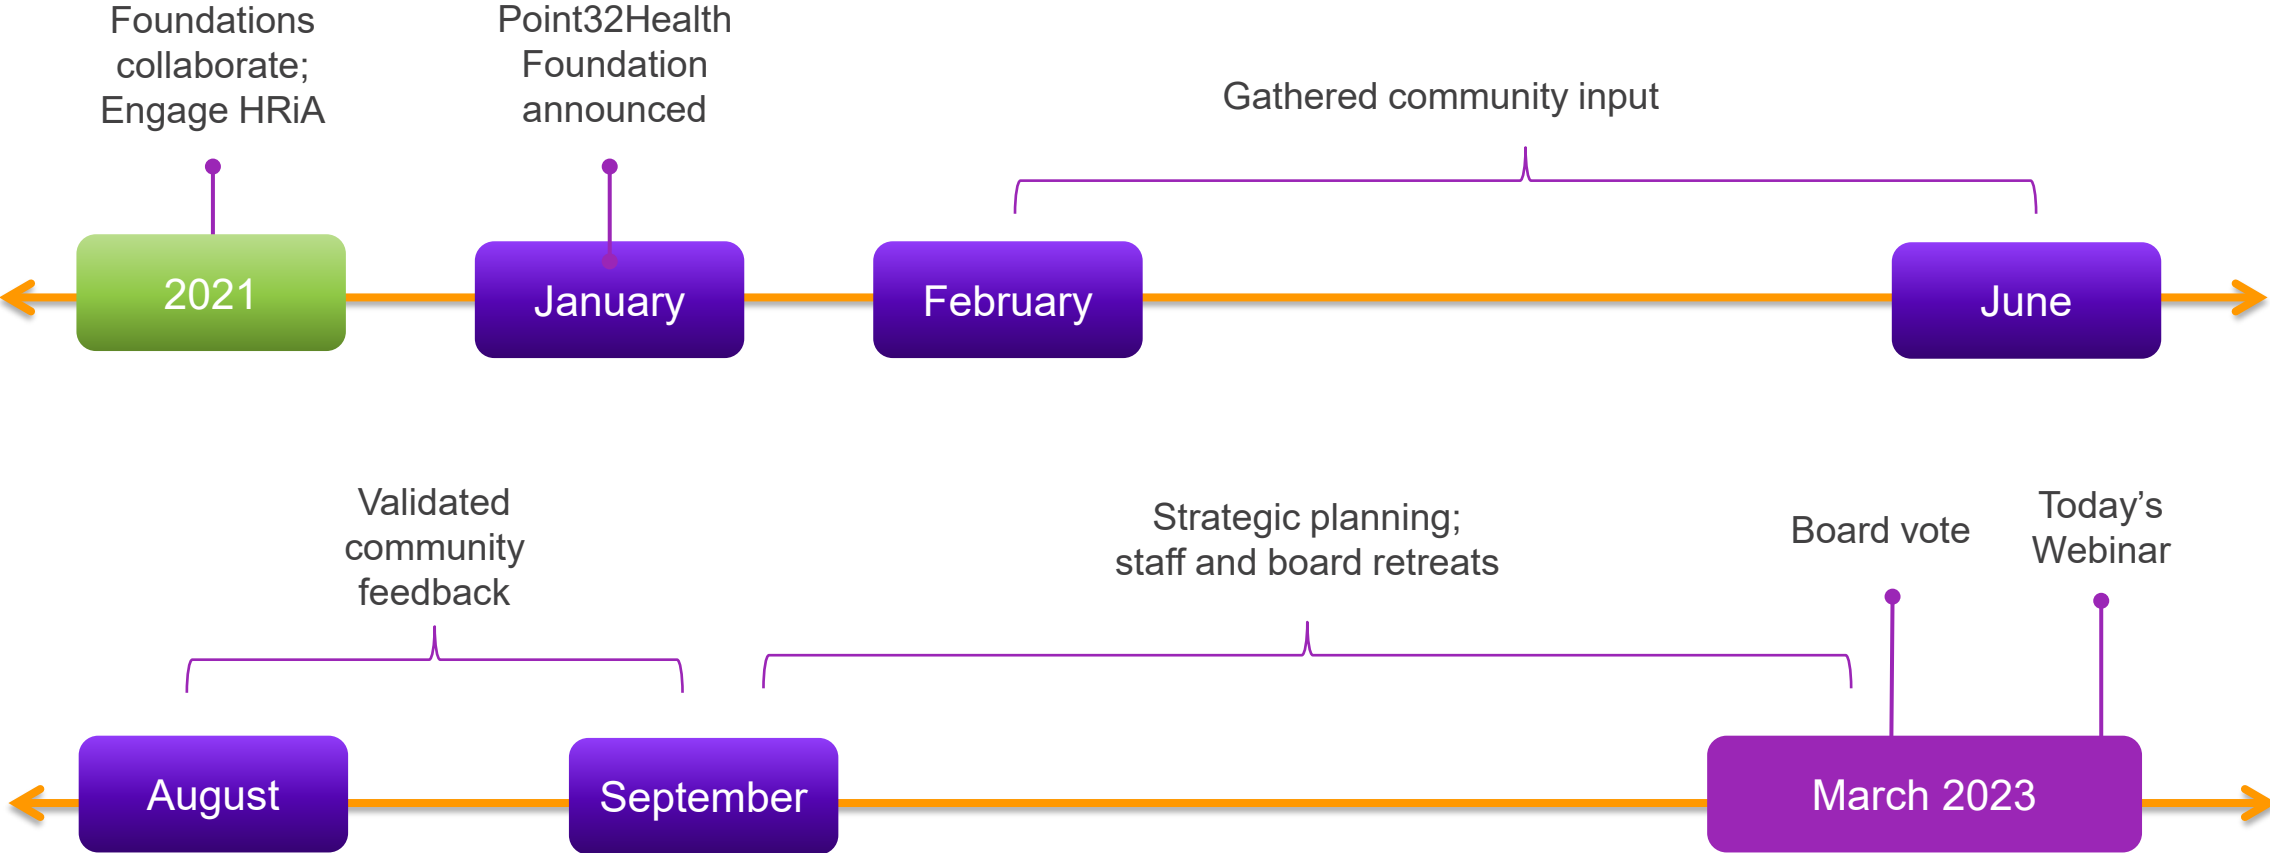 Foundations
collaborate;
Engage HRiA
Point32Health
Foundation
announced
Gathered community input
2021
January
February
June
Validated
community
feedback
Strategic planning;
staff and board retreats
Board vote
Today’s
Webinar
August
September
March 2023